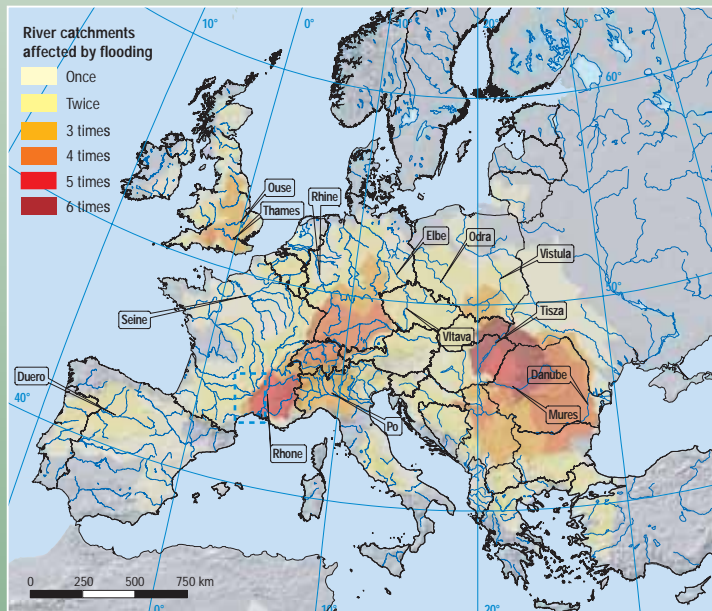 River catchments
affected by flooding
Once
Twice
3 times
4 times
5 times
6 times
10°
0°
10°
20°
30°
60°
50°
40°
Ouse
Thames
Rhine
Elbe
Odra
Vistula
Seine
Vltava
Tisza
Duero
Danube
Mures
Po
Rhone
0 250 500 750 km
0°
10°
20°